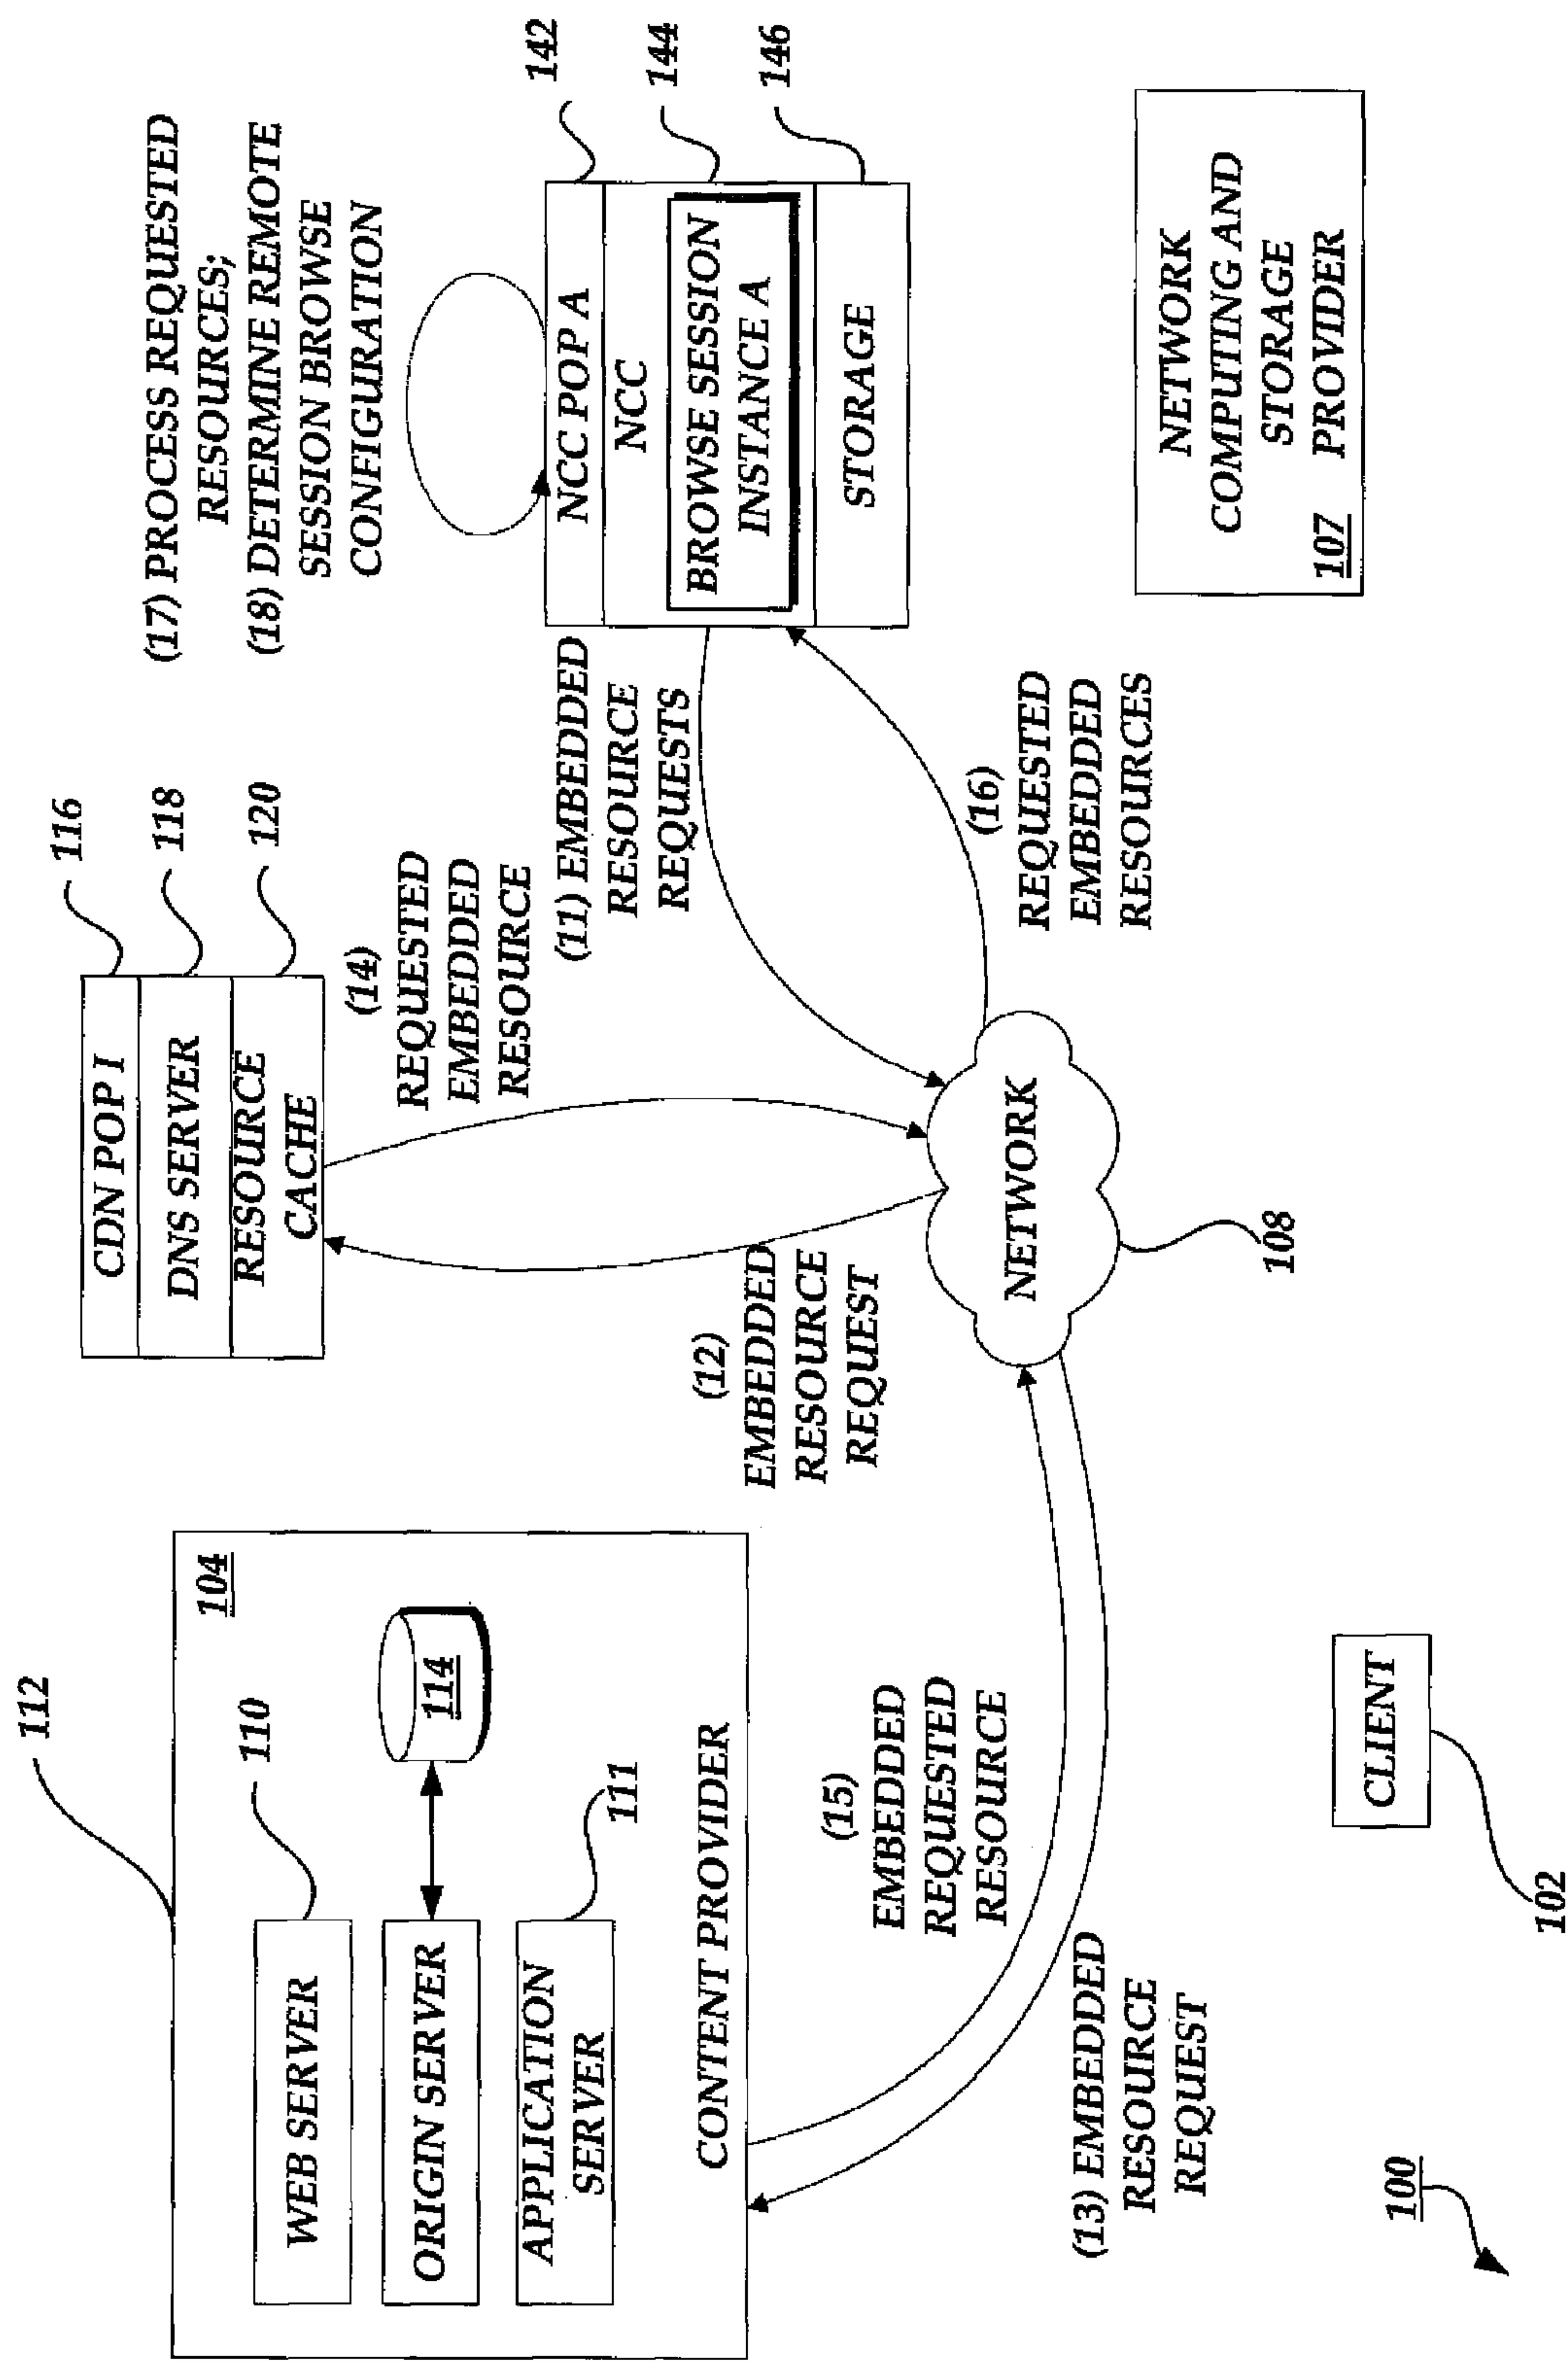 112
104
110
WEB SERVER
ORIGIN SERVER
114
APPLICATION
SERVER
111
CONTENT PROVIDER
116
118
120
CDN POP I
DNS SERVER
RESOURCE
CACHE
(17) PROCESS REQUESTED
RESOURCES;
(18) DETERMINE REMOTE
SESSION BROWSE
CONFIGURATION
142
144
146
NCC POP A
NCC
BROWSE SESSION
INSTANCE A
STORAGE
(14)
REQUESTED
EMBEDDED
RESOURCE
(11) EMBEDDED
RESOURCE
REQUESTS
(12)
EMBEDDED
RESOURCE
REQUEST
(16)
REQUESTED
EMBEDDED
RESOURCES
(15)
EMBEDDED
REQUESTED
RESOURCE
NETWORK
108
(13) EMBEDDED
RESOURCE
REQUEST
NETWORK
COMPUTING AND
STORAGE
PROVIDER
107
CLIENT
102
100